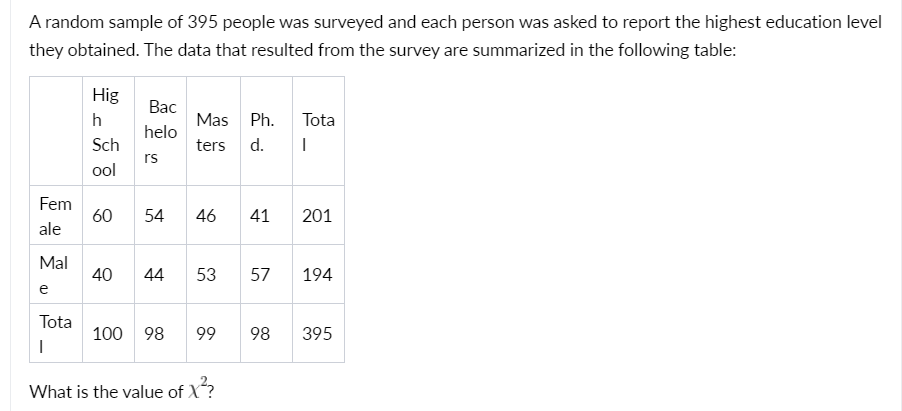 A random sample of 395 people was surveyed and each person was asked to report the highest education level
they obtained. The data that resulted from the survey are summarized in the following table:
Hig
h
Sch
ool
Bac
helo
rs
Mas
ters
Ph.
d.
Tota
l
Fem
ale
60
54
46
41
201
Mal
e
40
44
53
57
194
Tota
l
100
98
99
98
395
What is the value of χ²?